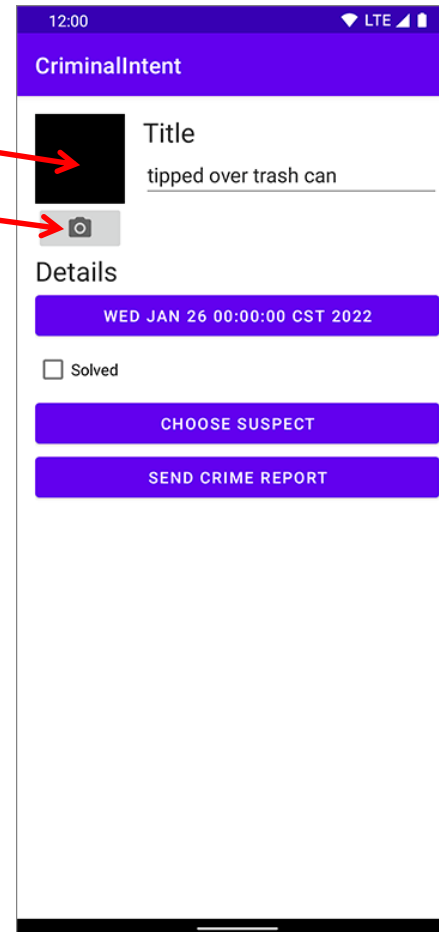 12:00 LTE
CriminalIntent
Title
tipped over trash can
Details
WED JAN 26 00:00:00 CST 2022
Solved
CHOOSE SUSPECT
SEND CRIME REPORT